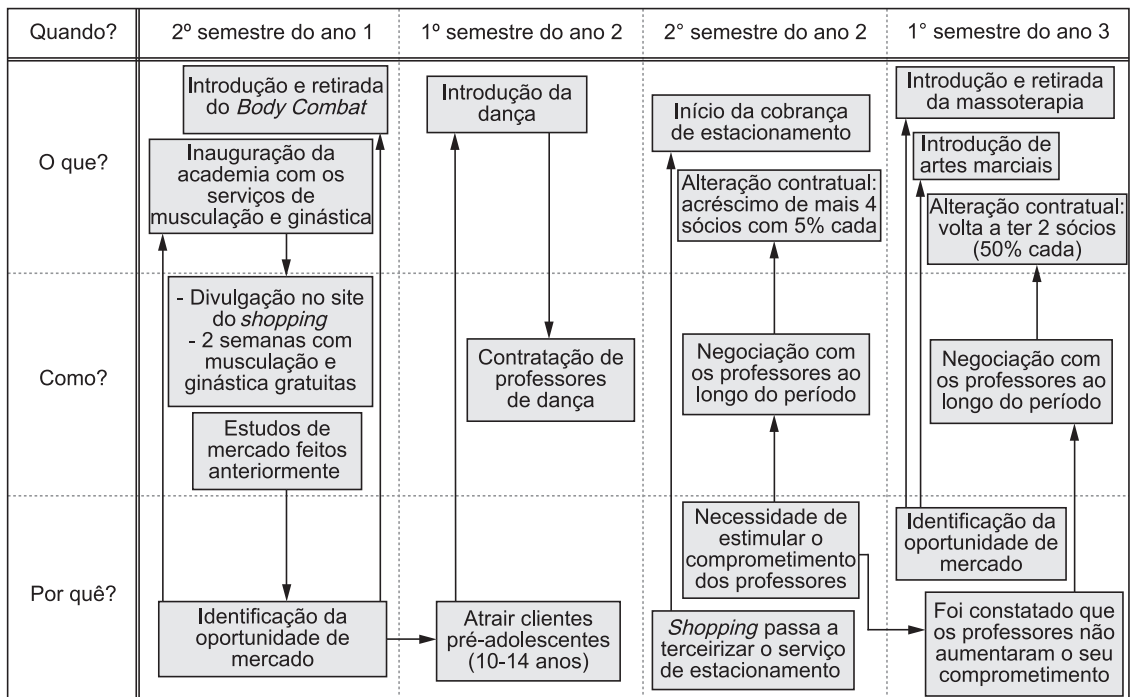 Quando?
2º semestre do ano 1
1º semestre do ano 2
2° semestre do ano 2
1° semestre do ano 3
O que?
Introdução e retirada
do Body Combat
Inauguração da
academia com os
serviços de
musculação e ginástica
Introdução da
dança
Início da cobrança
de estacionamento
Alteração contratual:
acréscimo de mais 4
sócios com 5% cada
Introdução e retirada
da massoterapia
Introdução de
artes marciais
Alteração contratual:
volta a ter 2 sócios
(50% cada)
Como?
- Divulgação no site
do shopping
- 2 semanas com
musculação e
ginástica gratuitas
Estudos de
mercado feitos
anteriormente
Contratação de
professores
de dança
Negociação com
os professores ao
longo do período
Negociação com
os professores ao
longo do período
Por quê?
Identificação da
oportunidade de
mercado
Atrair clientes
pré-adolescentes
(10-14 anos)
Necessidade de
estimular o
comprometimento
dos professores
Shopping passa a
terceirizar o serviço
de estacionamento
Identificação da
oportunidade de
mercado
Foi constatado que
os professores não
aumentaram o seu
comprometimento